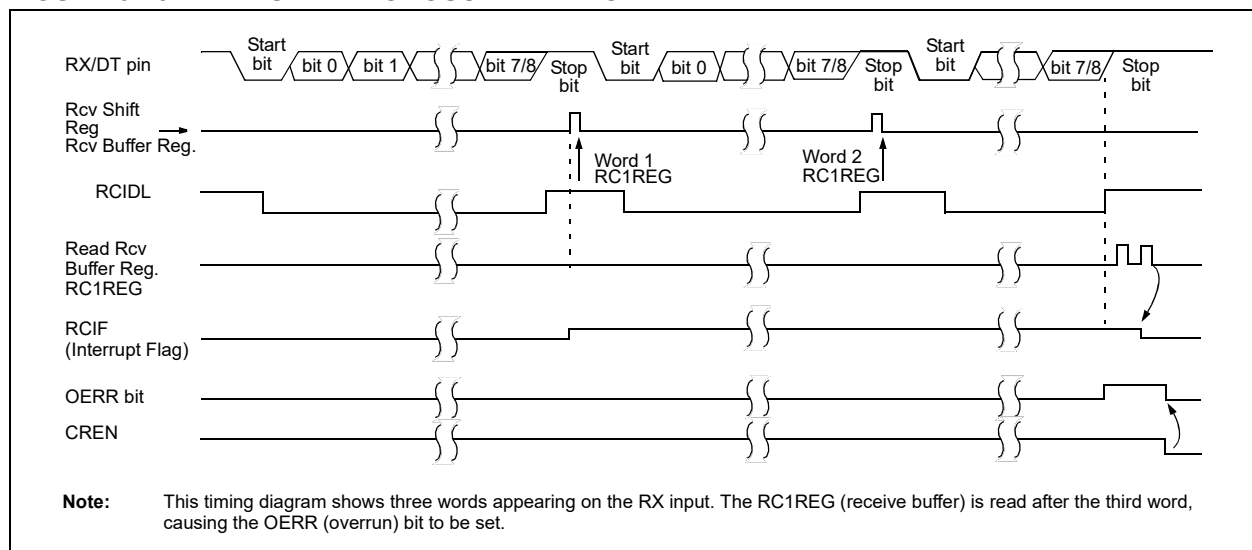 RX/DT pin
Start
bit
bit 0
bit 1
bit 7/8
Stop
bit
Start
bit
bit 0
bit 7/8
Stop
bit
Start
bit
bit 7/8
Stop
bit
Rcv Shift
Reg
Rcv Buffer Reg.
Word 1
RC1REG
Word 2
RC1REG
RCIDL
Read Rcv
Buffer Reg.
RC1REG
RCIF
(Interrupt Flag)
OERR bit
CREN
Note: This timing diagram shows three words appearing on the RX input. The RC1REG (receive buffer) is read after the third word,
causing the OERR (overrun) bit to be set.